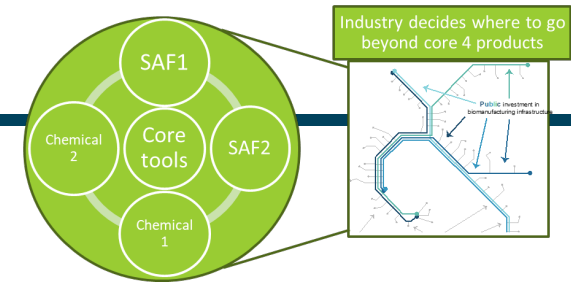 Industry decides where to go
beyond core 4 products
SAF1
Chemical
2
Core
tools
SAF2
Chemical
1
Public investment in
biomanufacturing infrastructure